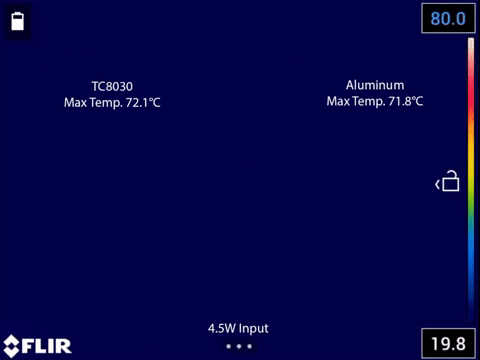 80.0
TC8030
Max Temp. 72.1°C
Aluminum
Max Temp. 71.8°C
4.5W Input
FLIR
19.8